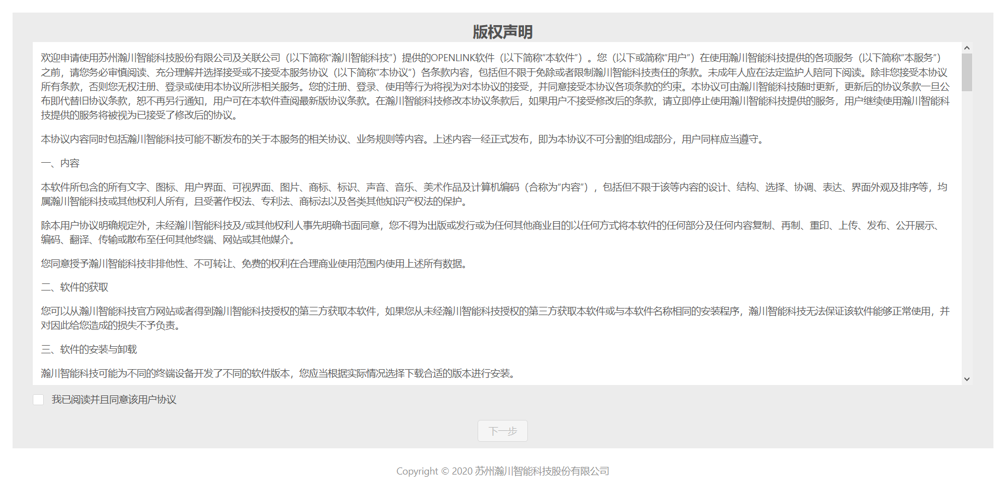 版权声明
欢迎申请使用苏州瀚川智能科技股份有限公司及关联公司（以下简称“瀚川智能科技”）提供的OPENLINK软件（以下简称“本软件”）。您（以下或简称“用户”）在使用瀚川智能科技提供的各项服务（以下简称“本服务”）
之前，请您务必审慎阅读、充分理解并选择接受或不接受本服务协议（以下简称“本协议”）各条款内容，包括但不限于免除或者限制瀚川智能科技责任的条款。未成年人应在法定监护人陪同下阅读。除非您接受本协议
所有条款，否则您无权注册、登录或使用本协议所涉相关服务。您的注册、登录、使用等行为将视为对本协议的接受，并同意接受本协议各项条款的约束。本协议可由瀚川智能科技随时更新，更新后的协议条款一旦公
布即代替旧协议条款，恕不再另行通知，用户可在本软件查阅最新版协议条款。在瀚川智能科技修改本协议条款后，如果用户不接受修改后的条款，请立即停止使用瀚川智能科技提供的服务，用户继续使用瀚川智能科
技提供的服务将被视为已接受了修改后的协议。
本协议内容同时包括瀚川智能科技可能不断发布的关于本服务的相关协议、业务规则等内容。上述内容一经正式发布，即为本协议不可分割的组成部分，用户同样应当遵守。
一、内容
本软件所包含的所有文字、图标、用户界面、可视界面、图片、商标、标识、声音、音乐、美术作品及计算机编码（合称为“内容”），包括但不限于该等内容的设计、结构、选择、协调、表达、界面外观及排序等，均
属瀚川智能科技或其他权利人所有，且受著作权法、专利法、商标法以及各类其他知识产权法的保护。
除本用户协议明确规定外，未经瀚川智能科技及/或其他权利人事先明确书面同意，您不得为出版或发行或为任何其他商业目的以任何方式将本软件的任何部分及任何内容复制、再制、重印、上传、发布、公开展示、
编码、翻译、传输或散布至任何其他终端、网站或其他媒介。
您同意授予瀚川智能科技非排他性、不可转让、免费的权利在合理商业使用范围内使用上述所有数据。
二、软件的获取
您可以从瀚川智能科技官方网站或者得到瀚川智能科技授权的第三方获取本软件，如果您从未经瀚川智能科技授权的第三方获取本软件或与本软件名称相同的安装程序，瀚川智能科技无法保证该软件能够正常使用，并
对因此给您造成的损失不予负责。
三、软件的安装与卸载
瀚川智能科技可能为不同的终端设备开发了不同的软件版本，您应当根据实际情况选择下载合适的版本进行安装。
我已阅读并且同意该用户协议
下一步
Copyright © 2020 苏州瀚川智能科技股份有限公司